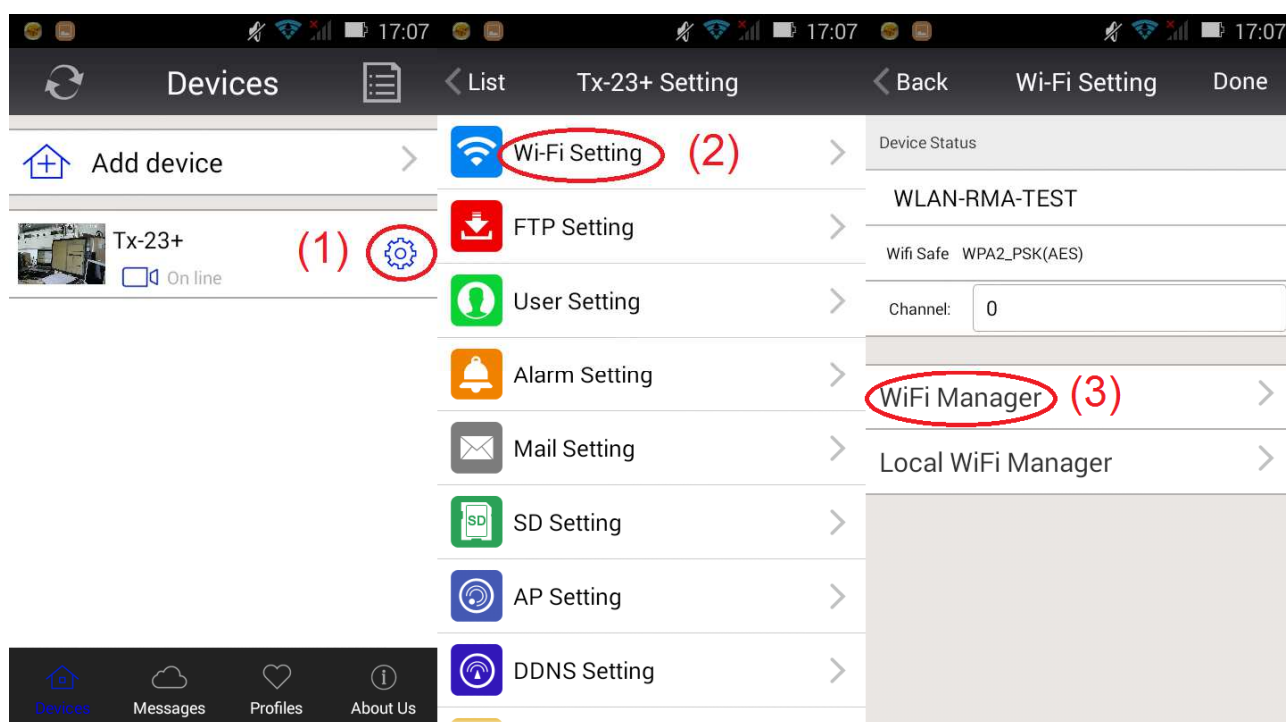 17:07
Devices
Add device
Tx-23+
On line
(1)
Devices
Messages
Profiles
About Us
17:07
List
Tx-23+ Setting
Wi-Fi Setting
(2)
FTP Setting
User Setting
Alarm Setting
Mail Setting
SD
SD Setting
AP Setting
DDNS Setting
17:07
Back
Wi-Fi Setting
Done
Device Status
WLAN-RMA-TEST
Wifi Safe WPA2_PSK(AES)
Channel: 0
WiFi Manager
(3)
Local WiFi Manager